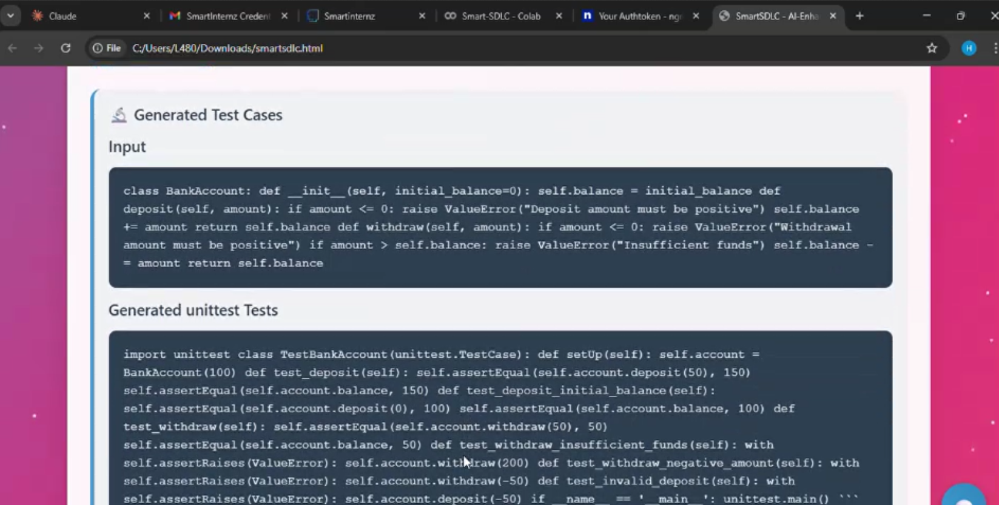 Claude
SmartInternz Creden
Smartinternz
Smart-SDLC - Colab
n
Your Authtoken - ng
SmartSDLC - AI-Enha
File
C:/Users/L480/Downloads/smartsdlc.html
H
Generated Test Cases
Input
class BankAccount: def __init__(self, initial_balance=0): self.balance = initial_balance def
deposit(self, amount): if amount <= 0: raise ValueError("Deposit amount must be positive") self.balance
+= amount return self.balance def withdraw(self, amount): if amount <= 0: raise ValueError("Withdrawal
amount must be positive") if amount > self.balance: raise ValueError("Insufficient funds") self.balance -
= amount return self.balance
Generated unittest Tests
import unittest class TestBankAccount(unittest.TestCase): def setUp(self): self.account =
BankAccount(100) def test_deposit(self): self.assertEqual(self.account.deposit(50), 150)
self.assertEqual(self.account.balance, 150) def test_deposit_initial_balance(self):
self.assertEqual(self.account.deposit(0), 100) self.assertEqual(self.account.balance, 100) def
test_withdraw(self): self.assertEqual(self.account.withdraw(50), 50)
self.assertEqual(self.account.balance, 50) def test_withdraw_insufficient_funds(self): with
self.assertRaises(ValueError): self.account.withdraw(200) def test_withdraw_negative_amount(self): with
self.assertRaises(ValueError): self.account.withdraw(-50) def test_invalid_deposit(self): with
self.assertRaises(ValueError): self.account.deposit(-50) if __name__ == '__main__': unittest.main() ```